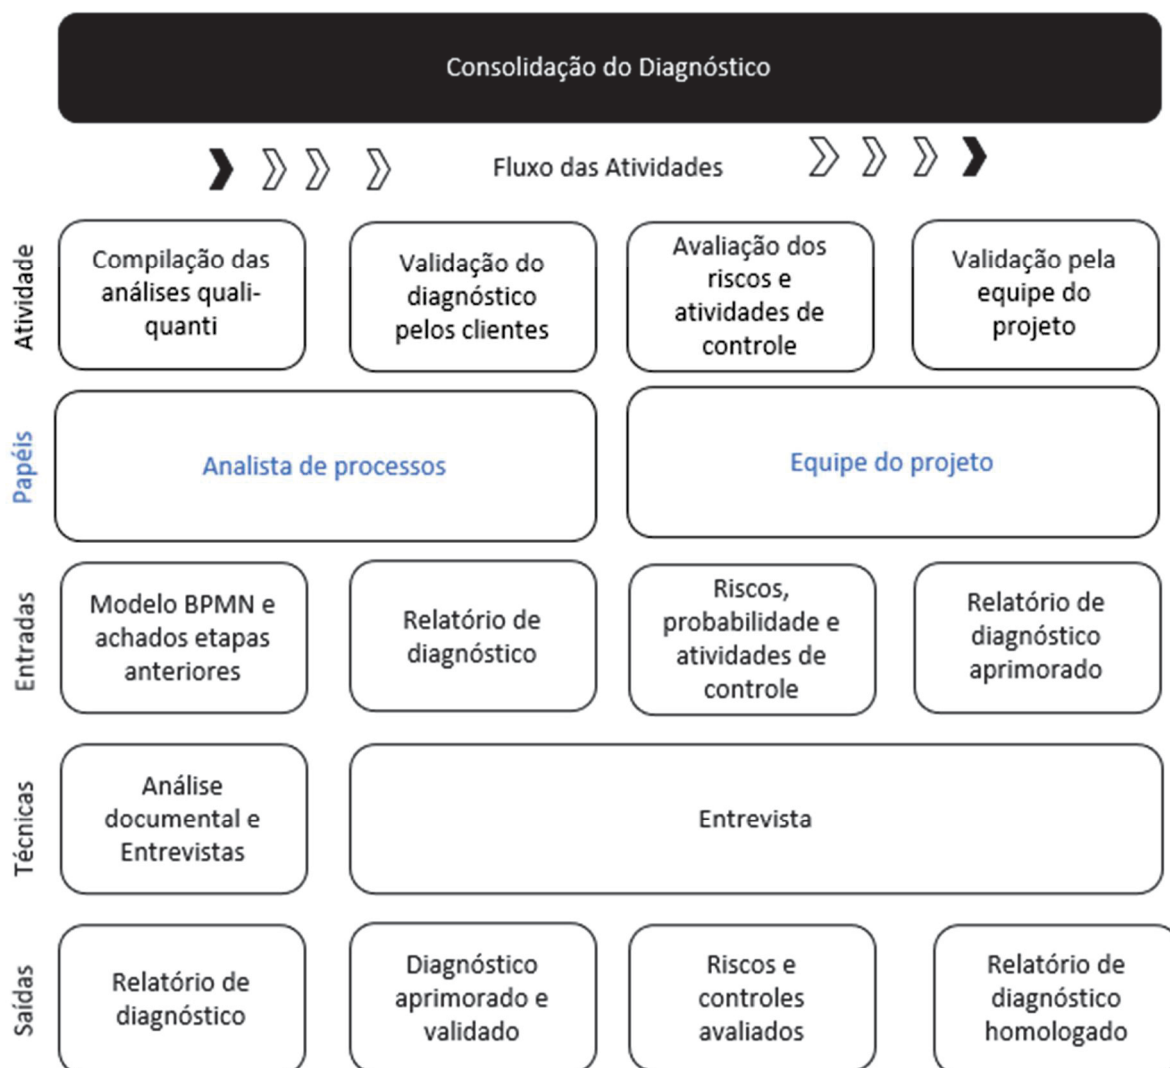 Consolidação do Diagnóstico
Fluxo das Atividades
Atividade
Compilação das
análises quali-
quanti
Validação do
diagnóstico
pelos clientes
Avaliação dos
riscos e
atividades de
controle
Validação pela
equipe do
projeto
Papéis
Analista de processos
Equipe do projeto
Entradas
Modelo BPMN e
achados etapas
anteriores
Relatório de
diagnóstico
Riscos,
probabilidade e
atividades de
controle
Relatório de
diagnóstico
aprimorado
Técnicas
Análise
documental e
Entrevistas
Entrevista
Saídas
Relatório de
diagnóstico
Diagnóstico
aprimorado e
validado
Riscos e
controles
avaliados
Relatório de
diagnóstico
homologado